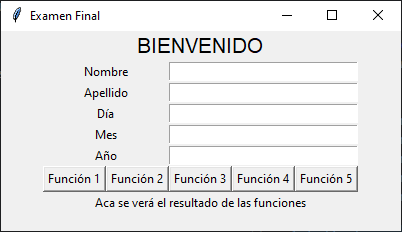 Examen Final
BIENVENIDO
Nombre
Apellido
Día
Mes
Año
Función 1 Función 2 Función 3 Función 4 Función 5
Aca se verá el resultado de las funciones